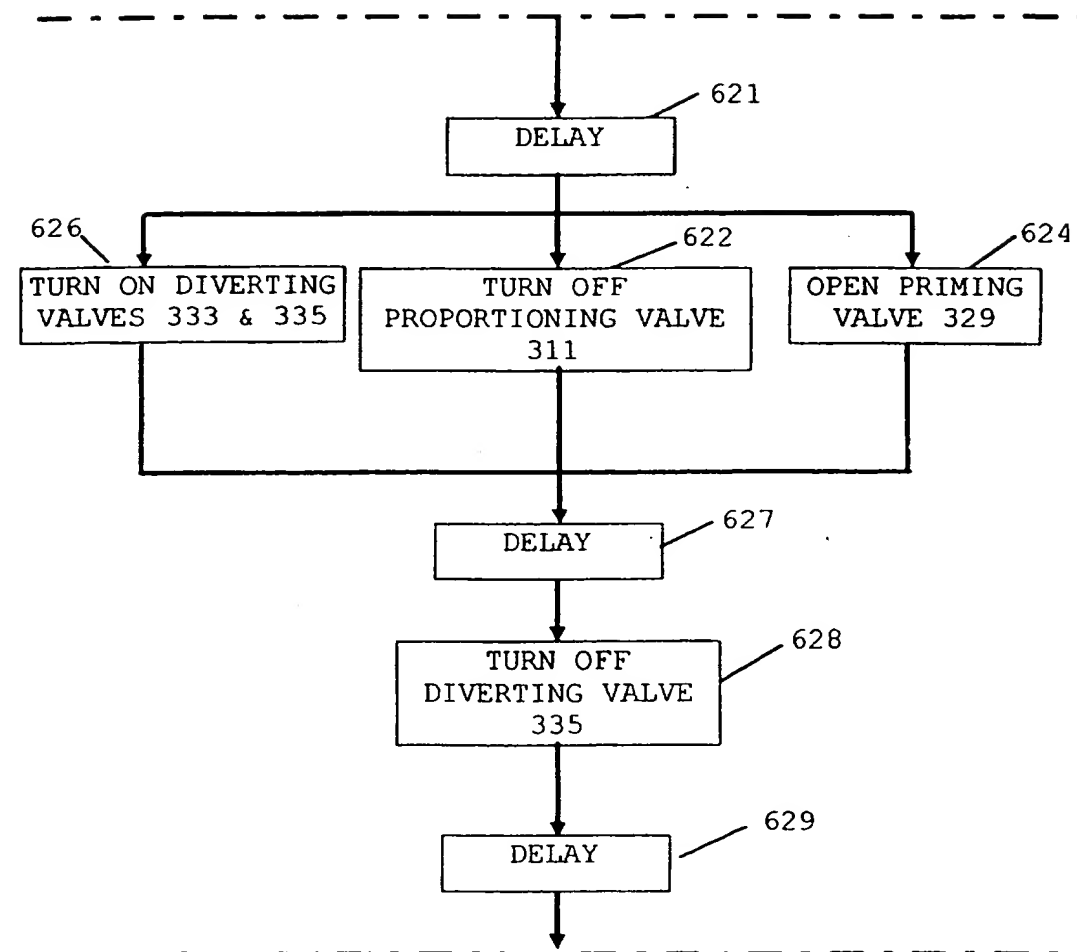 621
DELAY
626
622
624
TURN ON DIVERTING
VALVES 333 & 335
TURN OFF
PROPORTIONING VALVE
311
OPEN PRIMING
VALVE 329
627
DELAY
628
TURN OFF
DIVERTING VALVE
335
629
DELAY